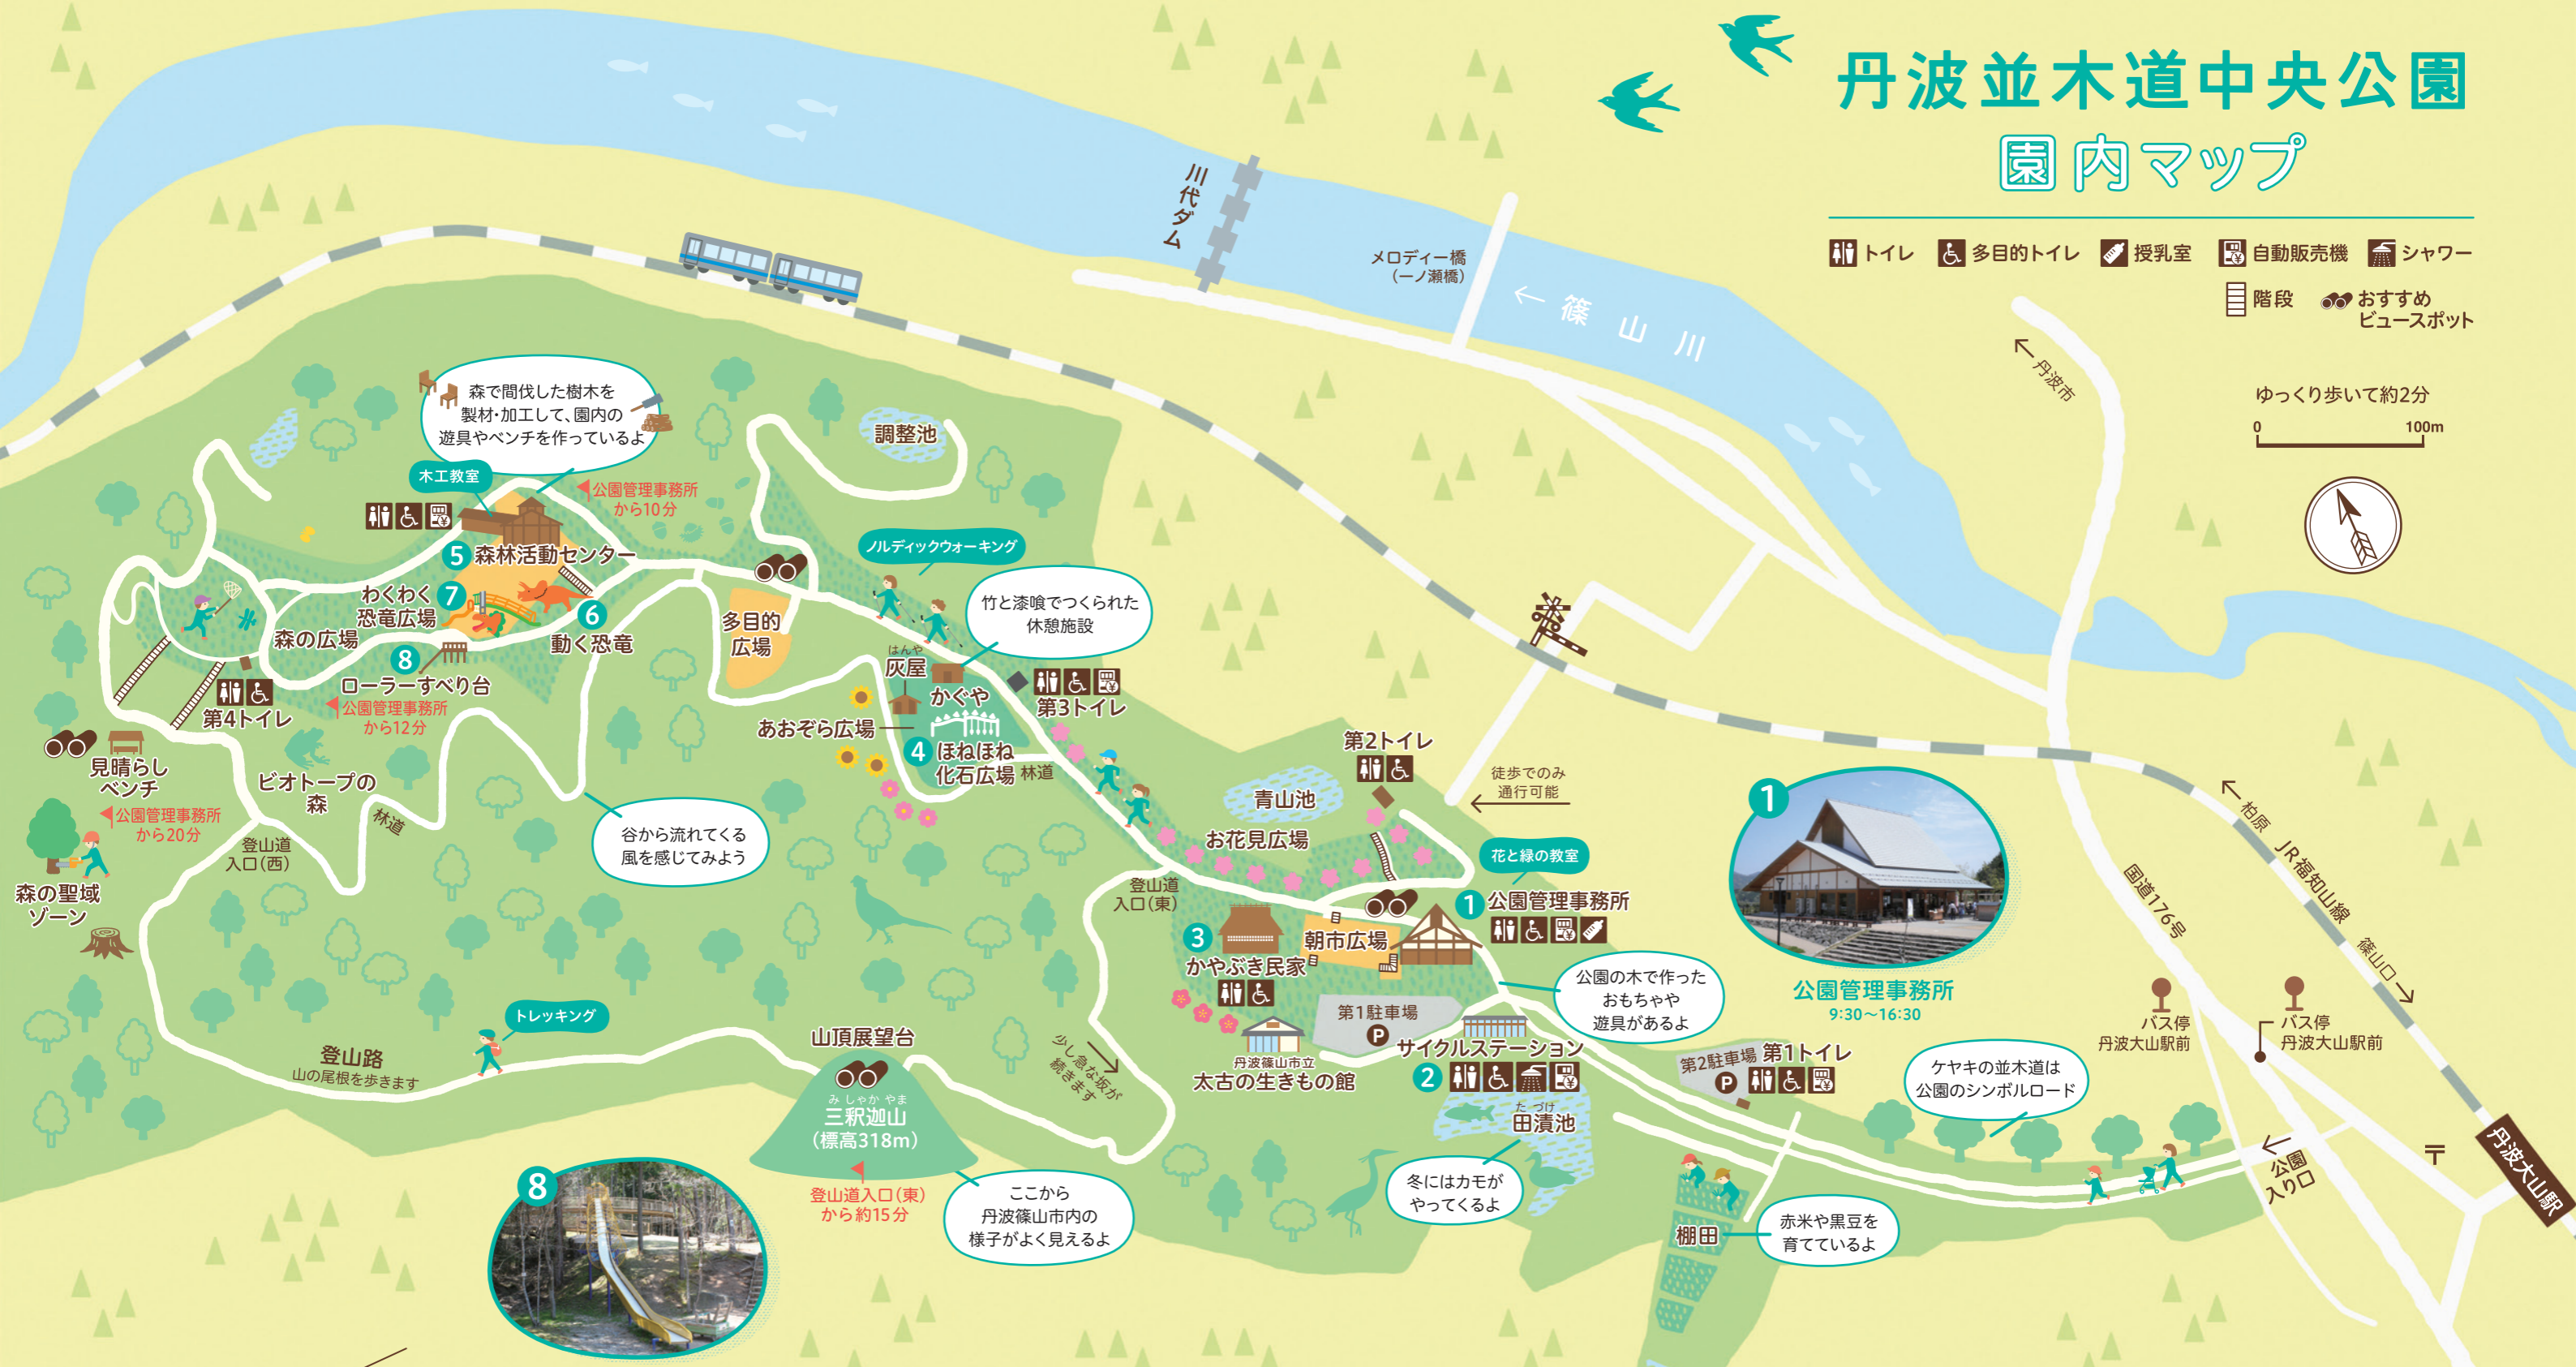 丹波並木道中央公園
園内マップ
トイレ
多目的トイレ
授乳室
自動販売機
シャワー
階段
おすすめ
ビュースポット
ゆっくり歩いて約2分
0
100m
川代ダム
メロディー橋
（一ノ瀬橋）
←篠山川
↖丹波市
森で間伐した樹木を
製材・加工して、園内の
遊具やベンチを作っているよ
木工教室
公園管理事務所
から10分
5 森林活動センター
わくわく
恐竜広場
7
6
動く恐竜
森の広場
8
ローラーすべり台
公園管理事務所
から12分
第4トイレ
見晴らし
ベンチ
公園管理事務所
から20分
森の聖域
ゾーン
ビオトープの
森
林道
登山道
入口（西）
谷から流れてくる
風を感じてみよう
調整池
ノルディックウォーキング
竹と漆喰でつくられた
休憩施設
多目的
広場
はんや
灰屋
かぐや
第3トイレ
あおぞら広場
4 ほねほね
化石広場
林道
第2トイレ
青山池
お花見広場
徒歩でのみ
通行可能
←
花と緑の教室
1 公園管理事務所
登山道
入口（東）
3
かやぶき民家
朝市広場
公園の木で作った
おもちゃや
遊具があるよ
1
公園管理事務所
9:30〜16:30
第1駐車場
P
丹波篠山市立
太古の生きもの館
サイクルステーション
2
たづけ
田漬池
冬にはカモが
やってくるよ
第2駐車場
P
第1トイレ
棚田
赤米や黒豆を
育てているよ
ケヤキの並木道は
公園のシンボルロード
←
公園
入り口
国道176号
↖柏原 JR福知山線 篠山口↘
バス停
丹波大山駅前
バス停
丹波大山駅前
〒
丹波大山駅
トレッキング
登山路
山の尾根を歩きます
山頂展望台
みしゃかやま
三釈迦山
（標高318m）
登山道入口（東）
から約15分
ここから
丹波篠山市内の
様子がよく見えるよ
少し急な坂が
続きます
8